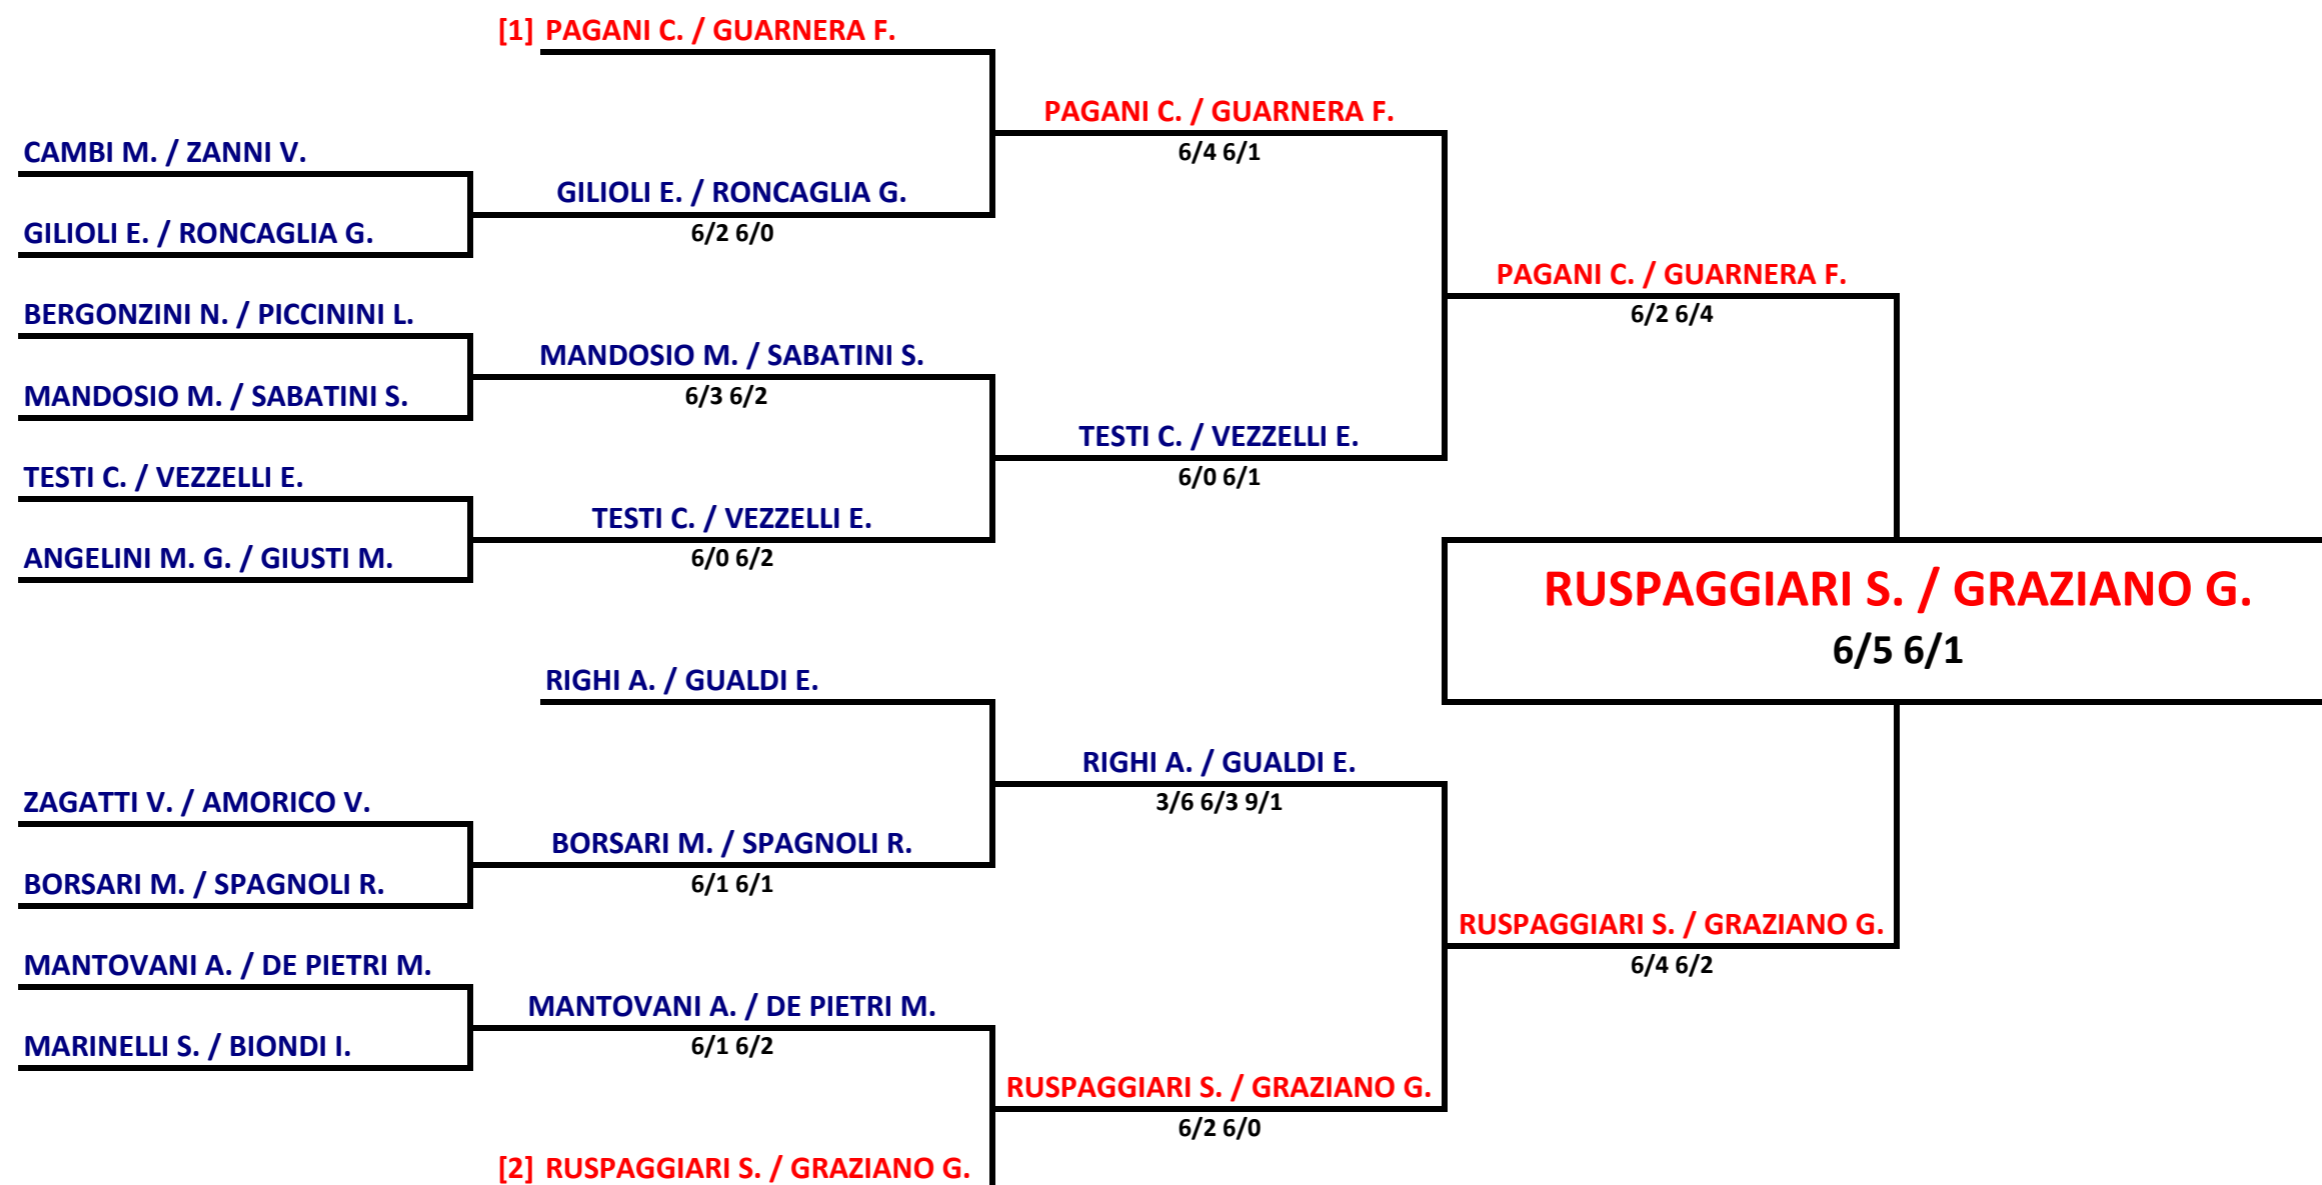 [1] PAGANI C. / GUARNERA F.
PAGANI C. / GUARNERA F.
6/4 6/1
CAMBI M. / ZANNI V.
GILIOLI E. / RONCAGLIA G.
6/2 6/0
GILIOLI E. / RONCAGLIA G.
PAGANI C. / GUARNERA F.
6/2 6/4
BERGONZINI N. / PICCININI L.
MANDOSIO M. / SABATINI S.
6/3 6/2
MANDOSIO M. / SABATINI S.
TESTI C. / VEZZELLI E.
6/0 6/1
TESTI C. / VEZZELLI E.
TESTI C. / VEZZELLI E.
6/0 6/2
ANGELINI M. G. / GIUSTI M.
RUSPAGGIARI S. / GRAZIANO G.
6/5 6/1
RIGHI A. / GUALDI E.
RIGHI A. / GUALDI E.
3/6 6/3 9/1
ZAGATTI V. / AMORICO V.
BORSARI M. / SPAGNOLI R.
6/1 6/1
BORSARI M. / SPAGNOLI R.
RUSPAGGIARI S. / GRAZIANO G.
6/4 6/2
MANTOVANI A. / DE PIETRI M.
MANTOVANI A. / DE PIETRI M.
6/1 6/2
MARINELLI S. / BIONDI I.
RUSPAGGIARI S. / GRAZIANO G.
6/2 6/0
[2] RUSPAGGIARI S. / GRAZIANO G.